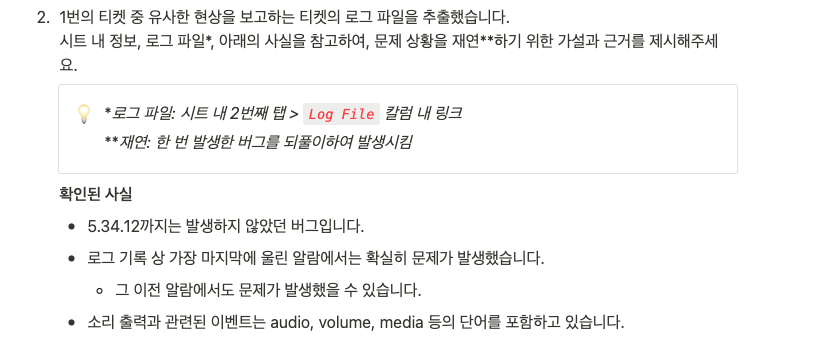 2. 1번의 티켓 중 유사한 현상을 보고하는 티켓의 로그 파일을 추출했습니다.
시트 내 정보, 로그 파일*, 아래의 사실을 참고하여, 문제 상황을 재연**하기 위한 가설과 근거를 제시해주세
요.
*로그 파일: 시트 내 2번째 탭 > Log File 칼럼 내 링크
**재연: 한 번 발생한 버그를 되풀이하여 발생시킴
확인된 사실
• 5.34.12까지는 발생하지 않았던 버그입니다.
• 로그 기록 상 가장 마지막에 울린 알람에서는 확실히 문제가 발생했습니다.
◦ 그 이전 알람에서도 문제가 발생했을 수 있습니다.
• 소리 출력과 관련된 이벤트는 audio, volume, media 등의 단어를 포함하고 있습니다.